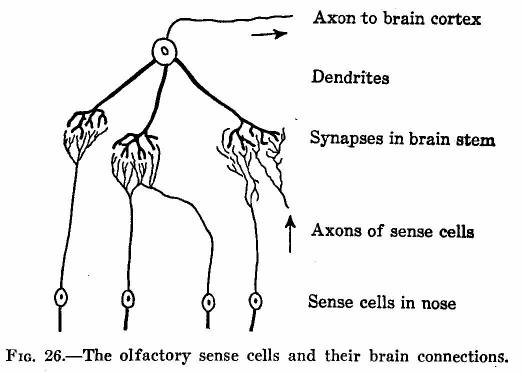 Axon to brain cortex
Dendrites
Synapses in brain stem
Axons of sense cells
Sense cells in nose
FIG. 26.—The olfactory sense cells and their brain connections.